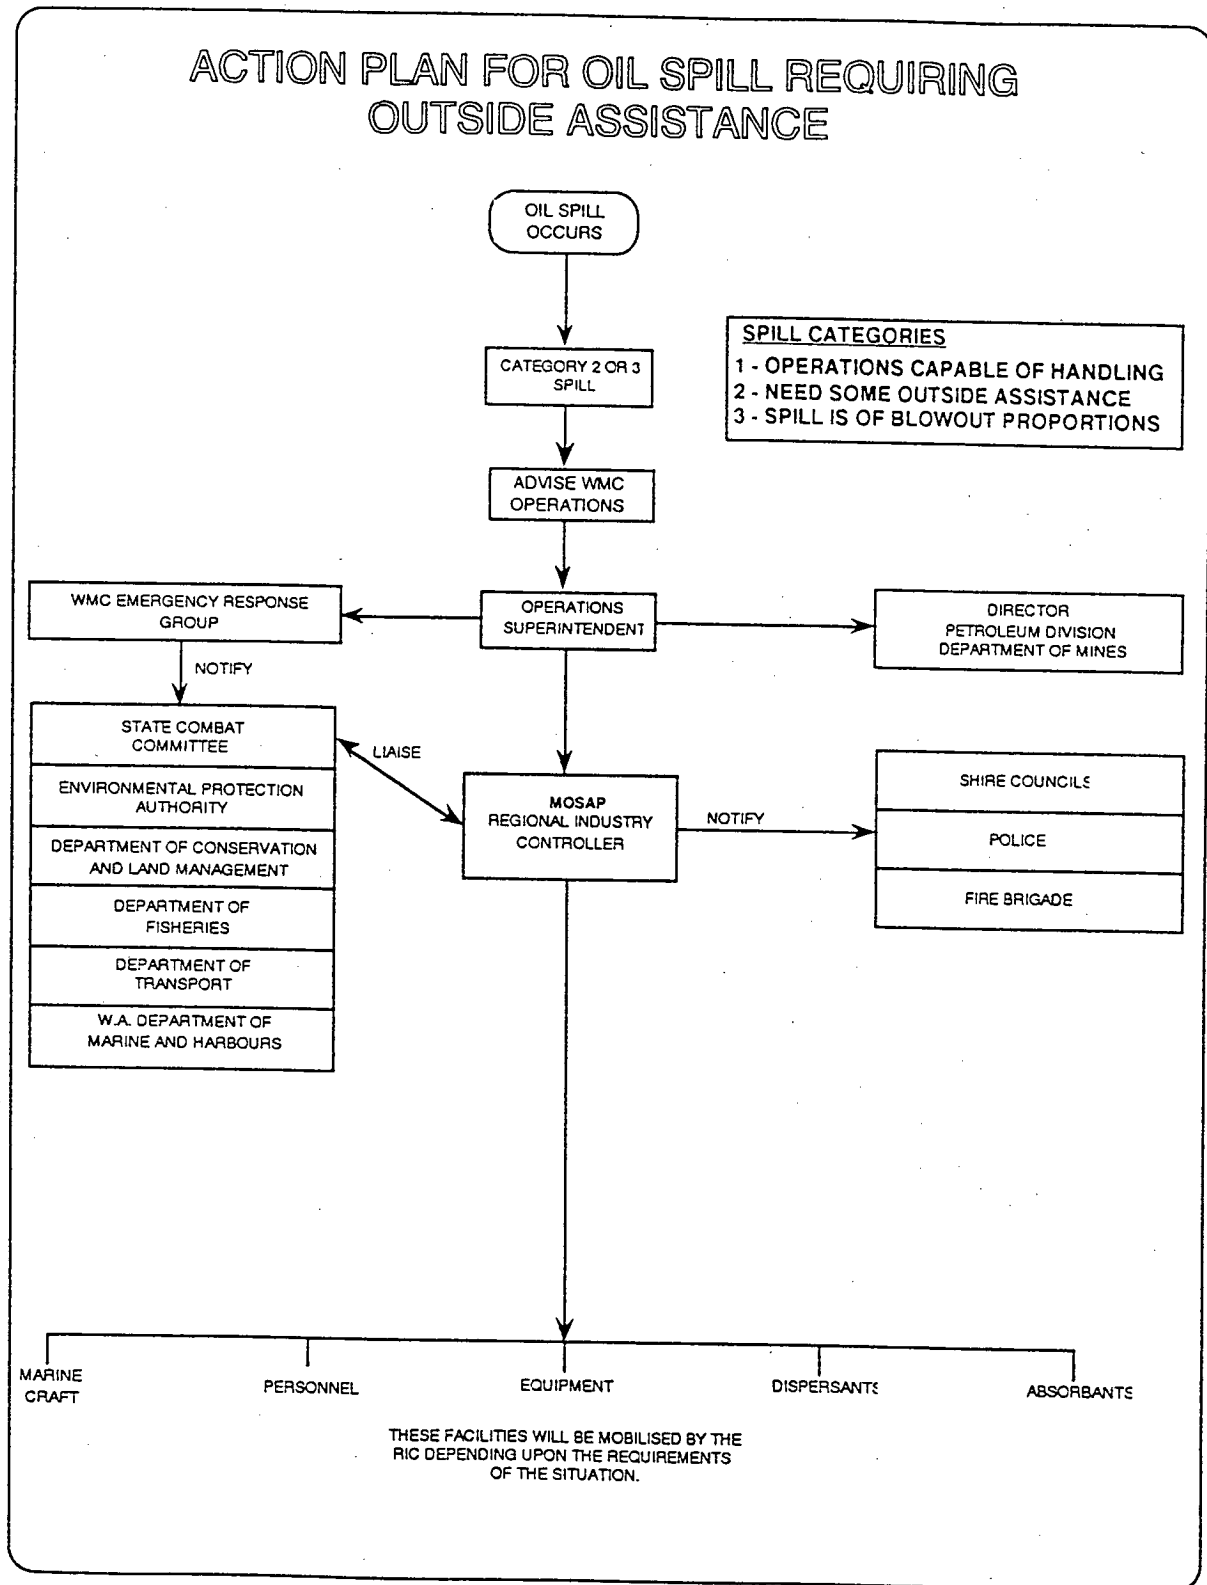 ACTION PLAN FOR OIL SPILL REQUIRING
OUTSIDE ASSISTANCE
OIL SPILL
OCCURS
SPILL CATEGORIES
1 - OPERATIONS CAPABLE OF HANDLING
2 - NEED SOME OUTSIDE ASSISTANCE
3 - SPILL IS OF BLOWOUT PROPORTIONS
CATEGORY 2 OR 3
SPILL
ADVISE WMC
OPERATIONS
WMC EMERGENCY RESPONSE
GROUP
OPERATIONS
SUPERINTENDENT
DIRECTOR
PETROLEUM DIVISION
DEPARTMENT OF MINES
NOTIFY
STATE COMBAT
COMMITTEE
ENVIRONMENTAL PROTECTION
AUTHORITY
DEPARTMENT OF CONSERVATION
AND LAND MANAGEMENT
DEPARTMENT OF
FISHERIES
DEPARTMENT OF
TRANSPORT
W.A. DEPARTMENT OF
MARINE AND HARBOURS
LIAISE
MOSAP
REGIONAL INDUSTRY
CONTROLLER
NOTIFY
SHIRE COUNCILS
POLICE
FIRE BRIGADE
MARINE
CRAFT
PERSONNEL
EQUIPMENT
DISPERSANTS
ABSORBANTS
THESE FACILITIES WILL BE MOBILISED BY THE
RIC DEPENDING UPON THE REQUIREMENTS
OF THE SITUATION.